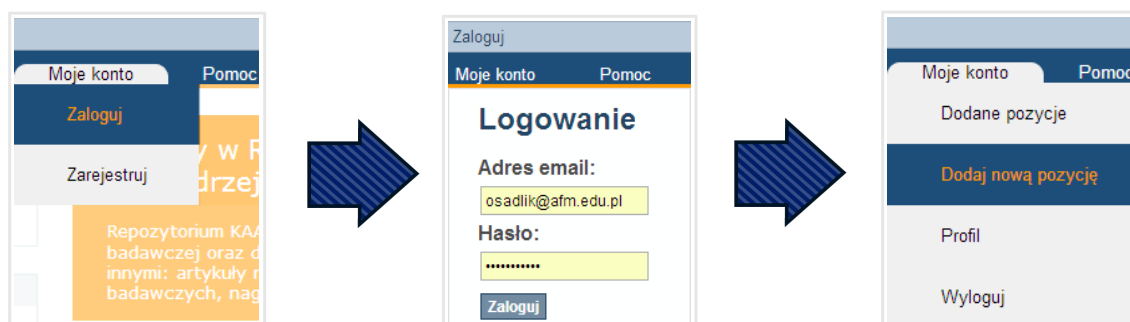 Moje konto Pomoc
Zaloguj
Zarejestruj
y w R
drzej
Repozytorium KAA
badawczej oraz d
innymi: artykuły n
badawczych, nag
Zaloguj
Moje konto Pomoc
Logowanie
Adres email:
osadlik@afm.edu.pl
Hasło:
•••••••••••
Zaloguj
Moje konto Pomoc
Dodane pozycje
Dodaj nową pozycję
Profil
Wyloguj